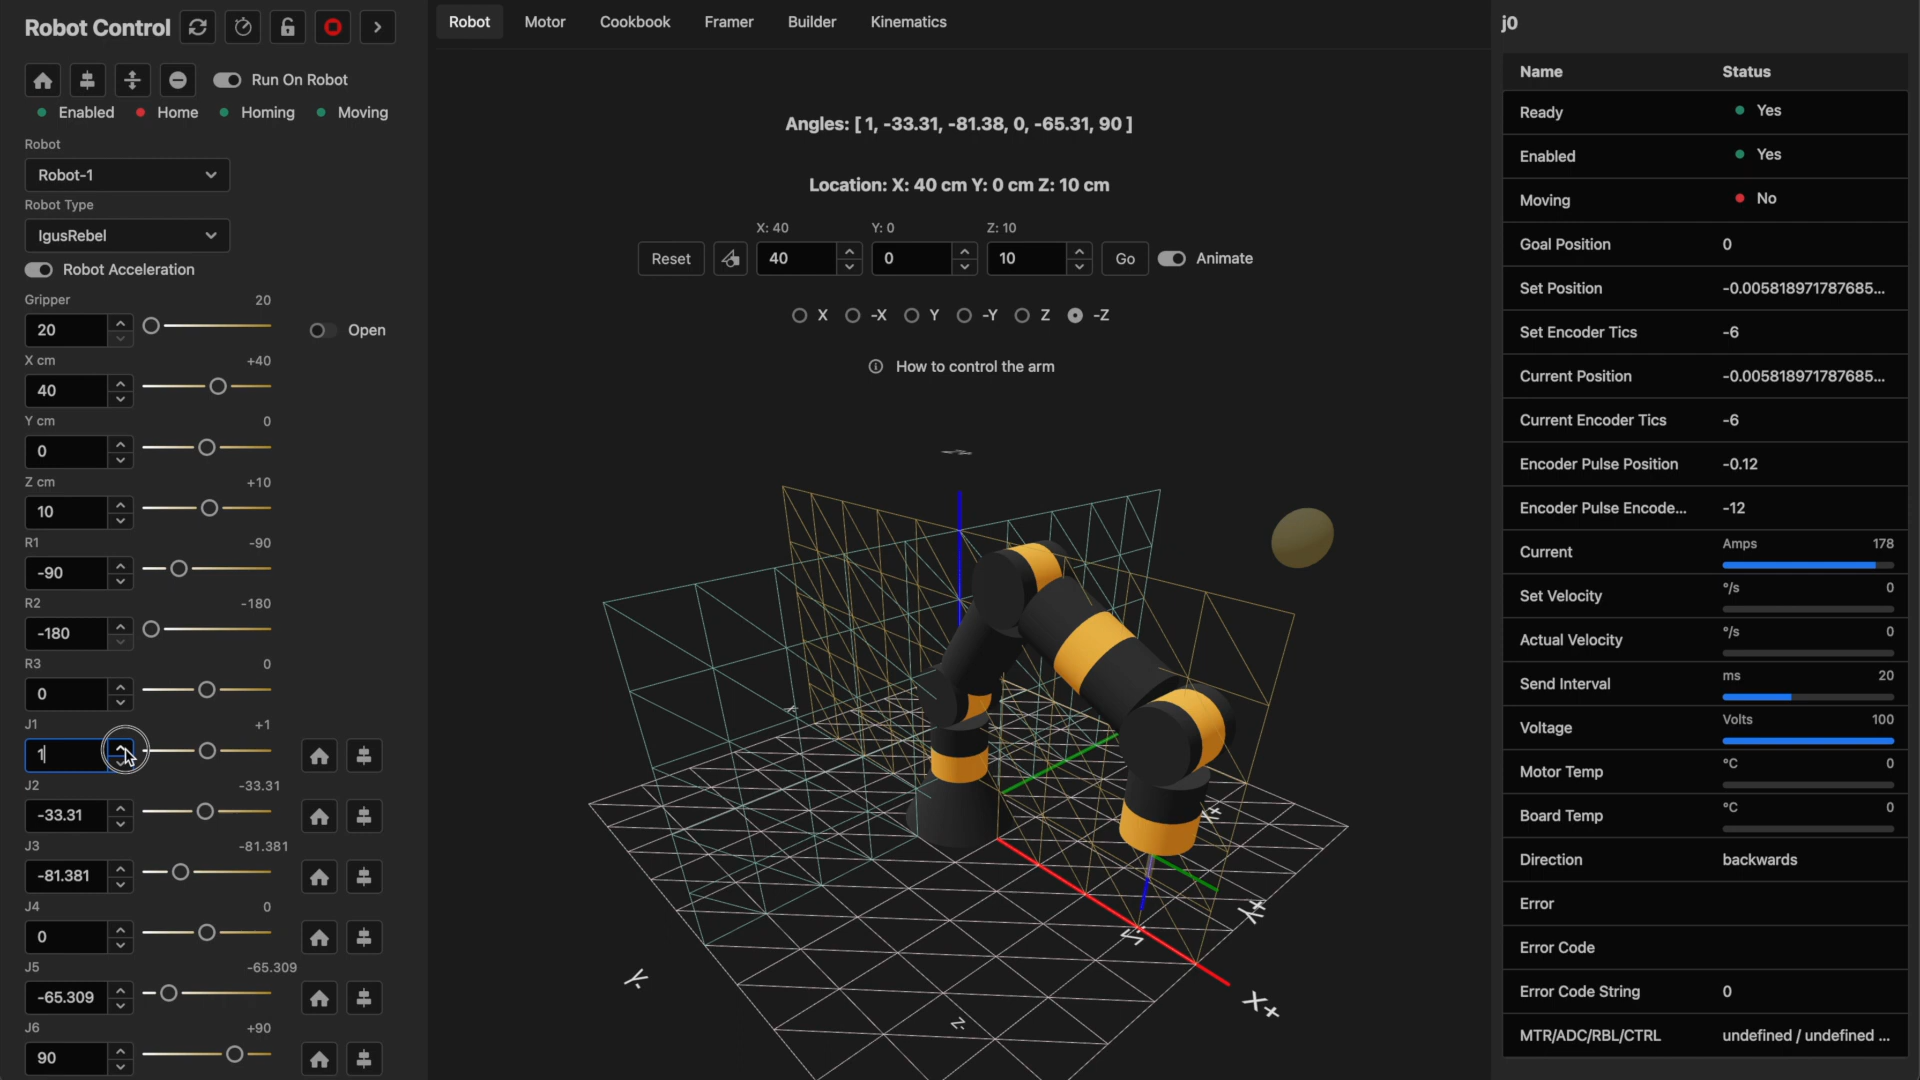 Robot Control
Run On Robot
Enabled Home Homing Moving
Robot
Robot-1
Robot Type
IgusRebel
Robot Acceleration
Gripper 20
20 Open
X cm +40
40
Y cm 0
0
Z cm +10
10
R1 -90
-90
R2 -180
-180
R3 0
0
J1 +1
1
J2 -33.31
-33.31
J3 -81.381
-81.381
J4 0
0
J5 -65.309
-65.309
J6 +90
90
Robot Motor Cookbook Framer Builder Kinematics
Angles: [ 1, -33.31, -81.38, 0, -65.31, 90 ]
Location: X: 40 cm Y: 0 cm Z: 10 cm
X: 40 Y: 0 Z: 10
Reset 40 0 10 Go Animate
X -X Y -Y Z -Z
How to control the arm
X+
Y-
Z-
j0
Name Status
Ready Yes
Enabled Yes
Moving No
Goal Position 0
Set Position -0.005818971787685...
Set Encoder Tics -6
Current Position -0.005818971787685...
Current Encoder Tics -6
Encoder Pulse Position -0.12
Encoder Pulse Encode... -12
Current Amps 178
Set Velocity °/s 0
Actual Velocity °/s 0
Send Interval ms 20
Voltage Volts 100
Motor Temp °C 0
Board Temp °C 0
Direction backwards
Error
Error Code
Error Code String 0
MTR/ADC/RBL/CTRL undefined / undefined ...